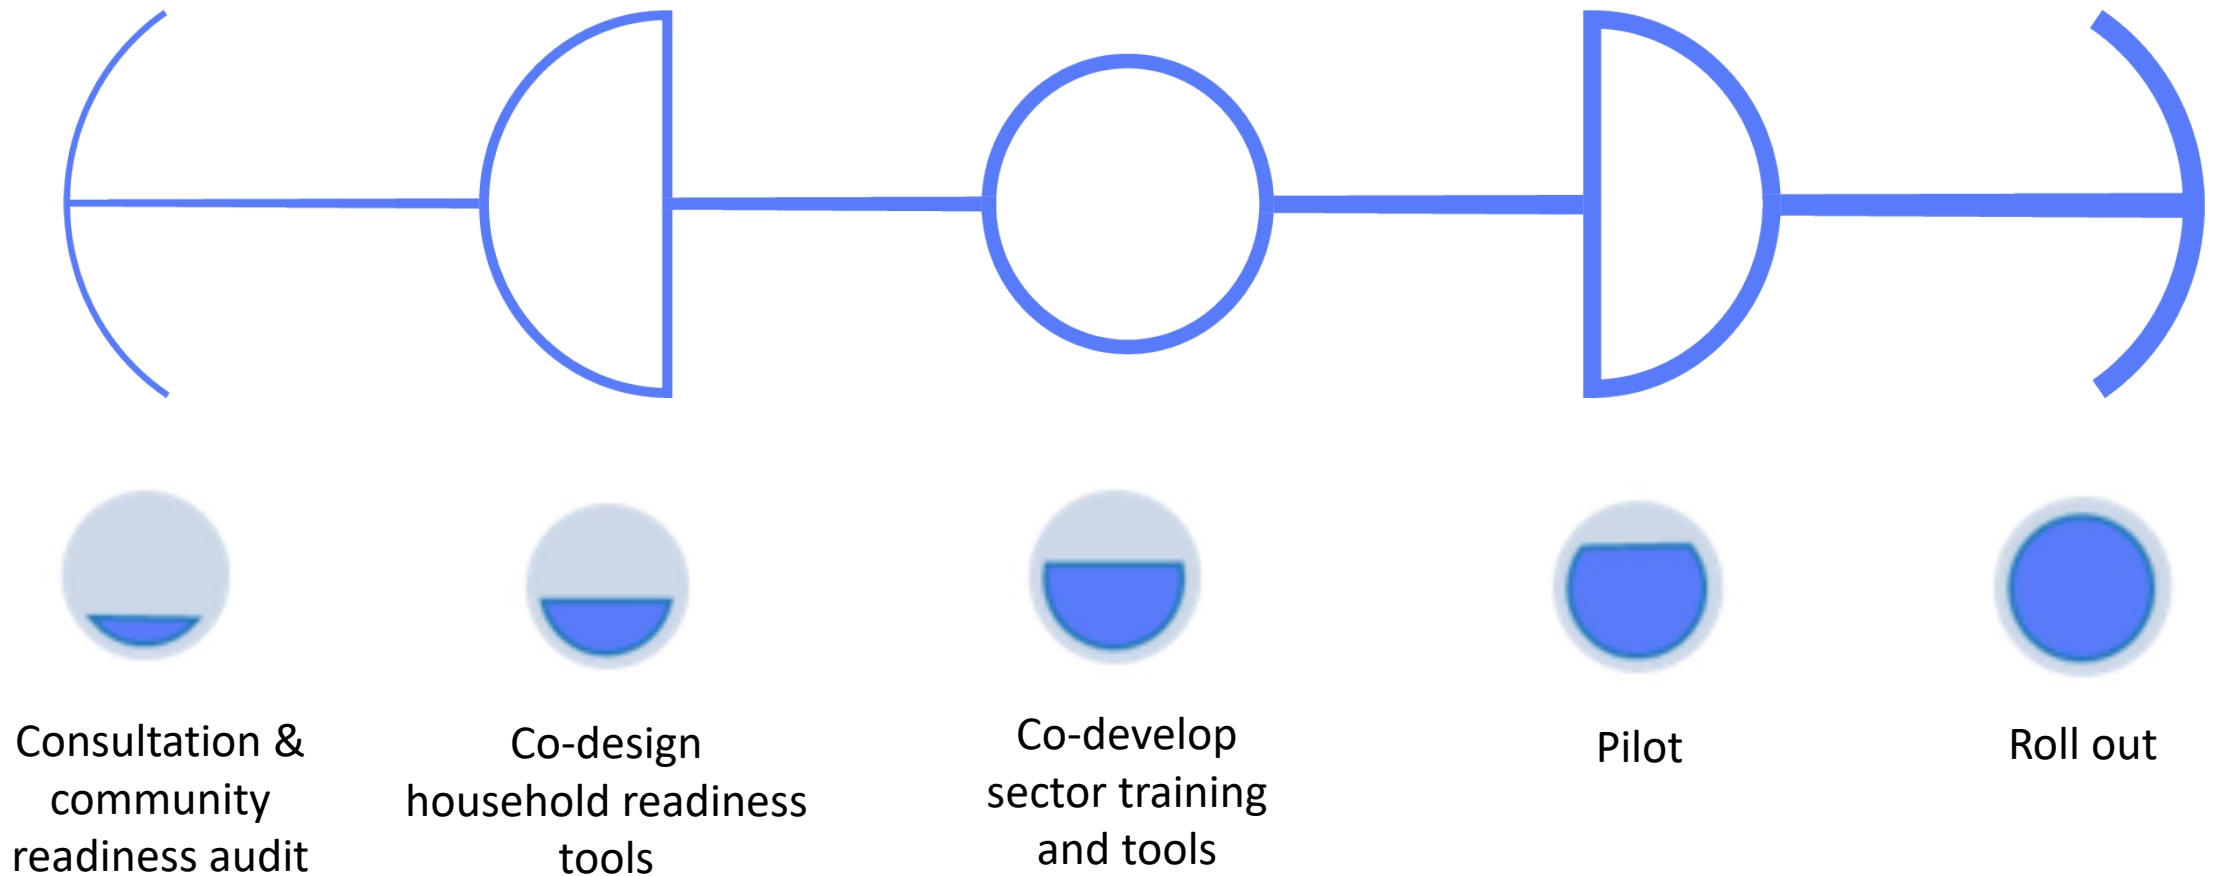 Consultation &
community
readiness audit
Co-design
household readiness
tools
Co-develop
sector training
and tools
Pilot
Roll out